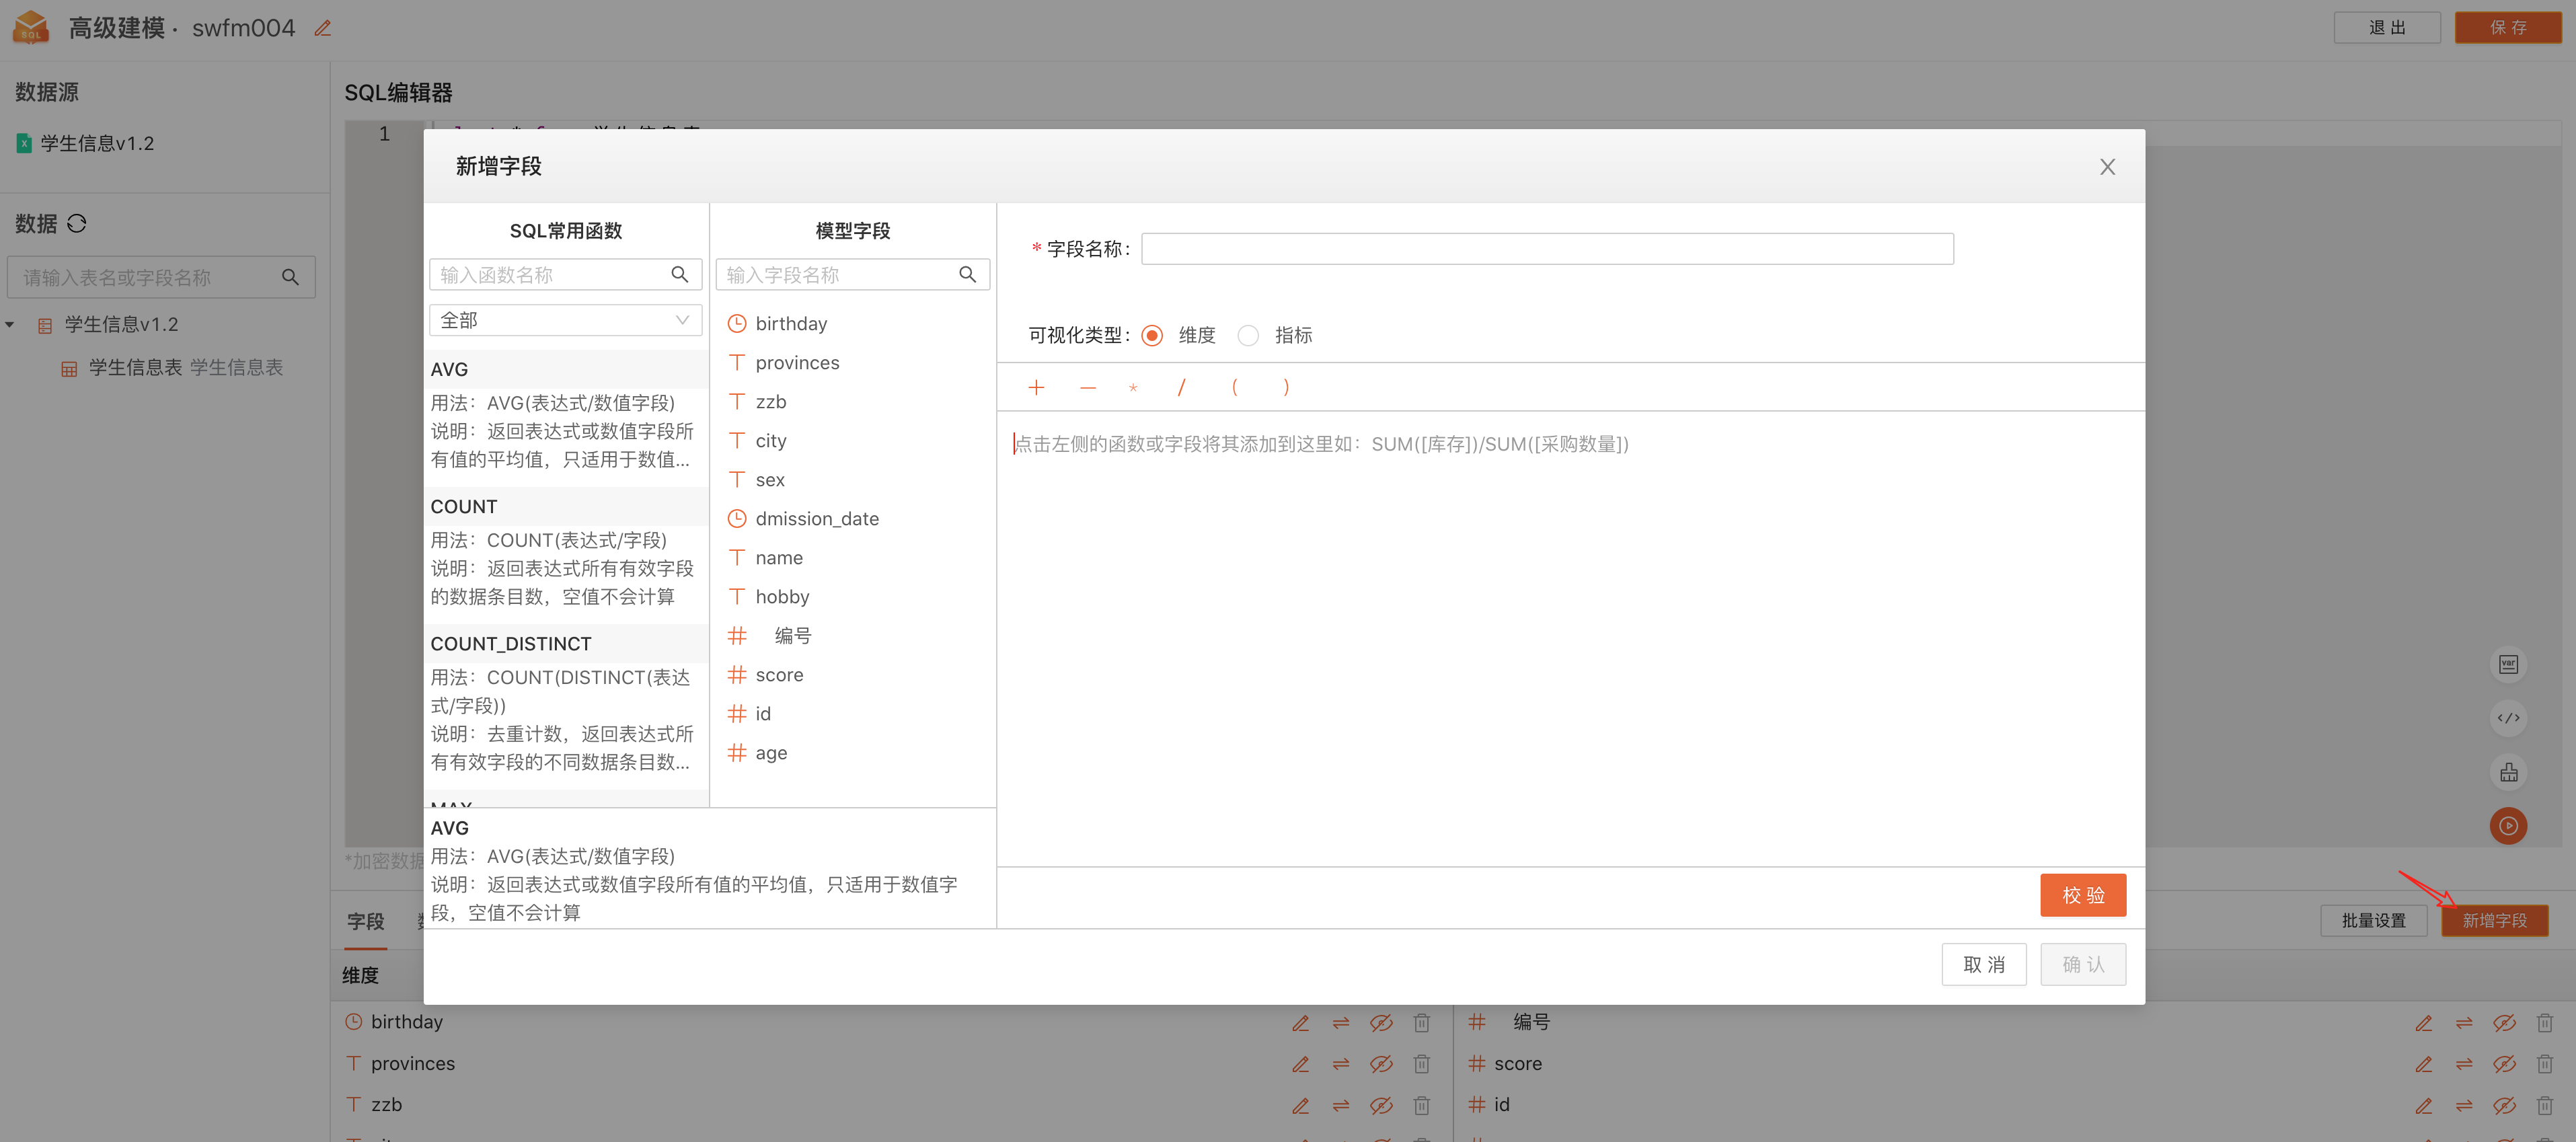 高级建模 · swfm004
退 出
保 存
数据源
学生信息v1.2
数据
请输入表名或字段名称
学生信息v1.2
学生信息表 学生信息表
SQL编辑器
1
新增字段
SQL常用函数
输入函数名称
全部
AVG
用法：AVG(表达式/数值字段)
说明：返回表达式或数值字段所
有值的平均值，只适用于数值...
COUNT
用法：COUNT(表达式/字段)
说明：返回表达式所有有效字段
的数据条目数，空值不会计算
COUNT_DISTINCT
用法：COUNT(DISTINCT(表达
式/字段))
说明：去重计数，返回表达式所
有有效字段的不同数据条目数...
MAX
模型字段
输入字段名称
birthday
provinces
zzb
city
sex
dmission_date
name
hobby
编号
score
id
age
AVG
用法：AVG(表达式/数值字段)
说明：返回表达式或数值字段所有值的平均值，只适用于数值字
段，空值不会计算
* 字段名称：
可视化类型： 维度 指标
+ — * / ( )
点击左侧的函数或字段将其添加到这里如：SUM([库存])/SUM([采购数量])
校 验
取 消
确 认
var
</>
*加密数据
字段
批量设置
新增字段
维度
birthday
编号
provinces
score
zzb
id